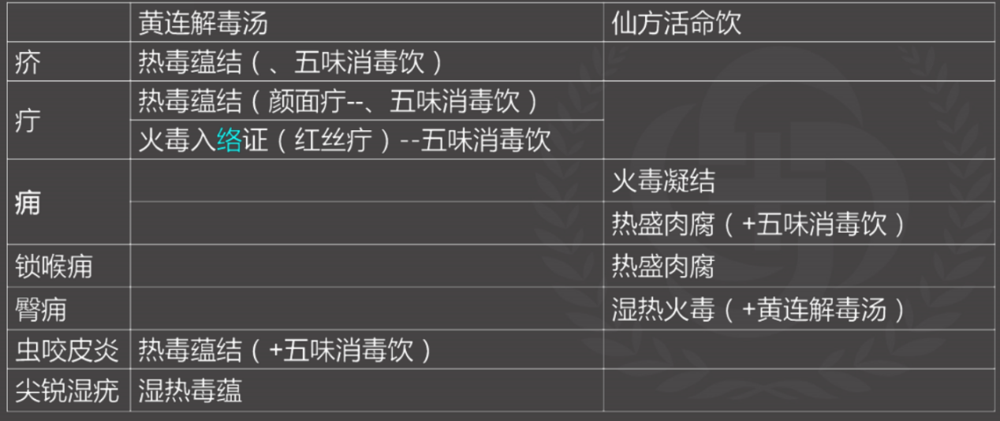 黄连解毒汤 仙方活命饮
疥 热毒蕴结（、五味消毒饮）
疔 热毒蕴结（颜面疔--、五味消毒饮）
火毒入络证（红丝疔）--五味消毒饮
痈 火毒凝结
热盛肉腐（+五味消毒饮）
锁喉痈 热盛肉腐
臀痈 湿热火毒（+黄连解毒汤）
虫咬皮炎 热毒蕴结（+五味消毒饮）
尖锐湿疣 湿热毒蕴